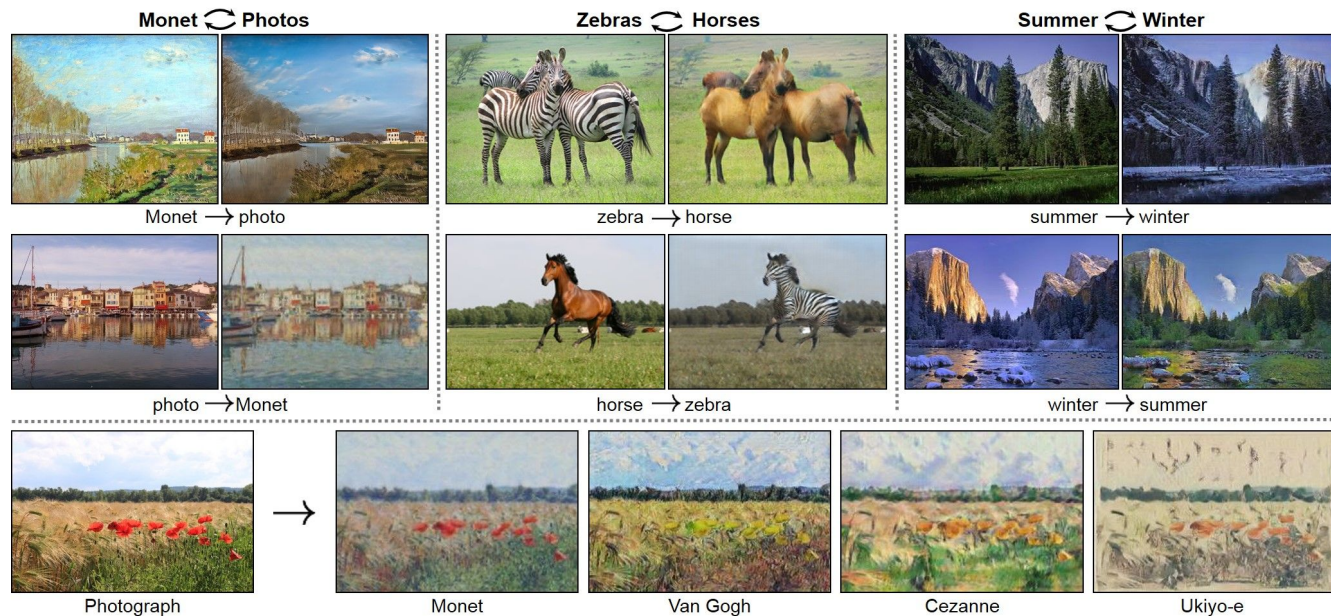 Monet ⇄ Photos
Zebras ⇄ Horses
Summer ⇄ Winter
Monet → photo
zebra → horse
summer → winter
photo → Monet
horse → zebra
winter → summer
Photograph
Monet
Van Gogh
Cezanne
Ukiyo-e